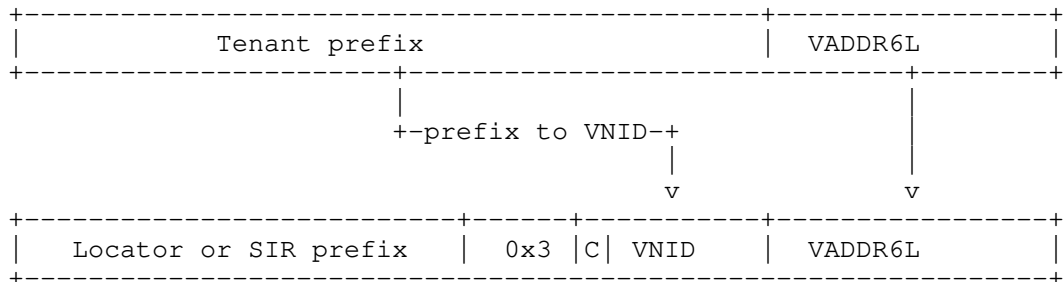 Tenant prefix VADDR6L
prefix to VNID
v v
Locator or SIR prefix 0x3 C VNID VADDR6L